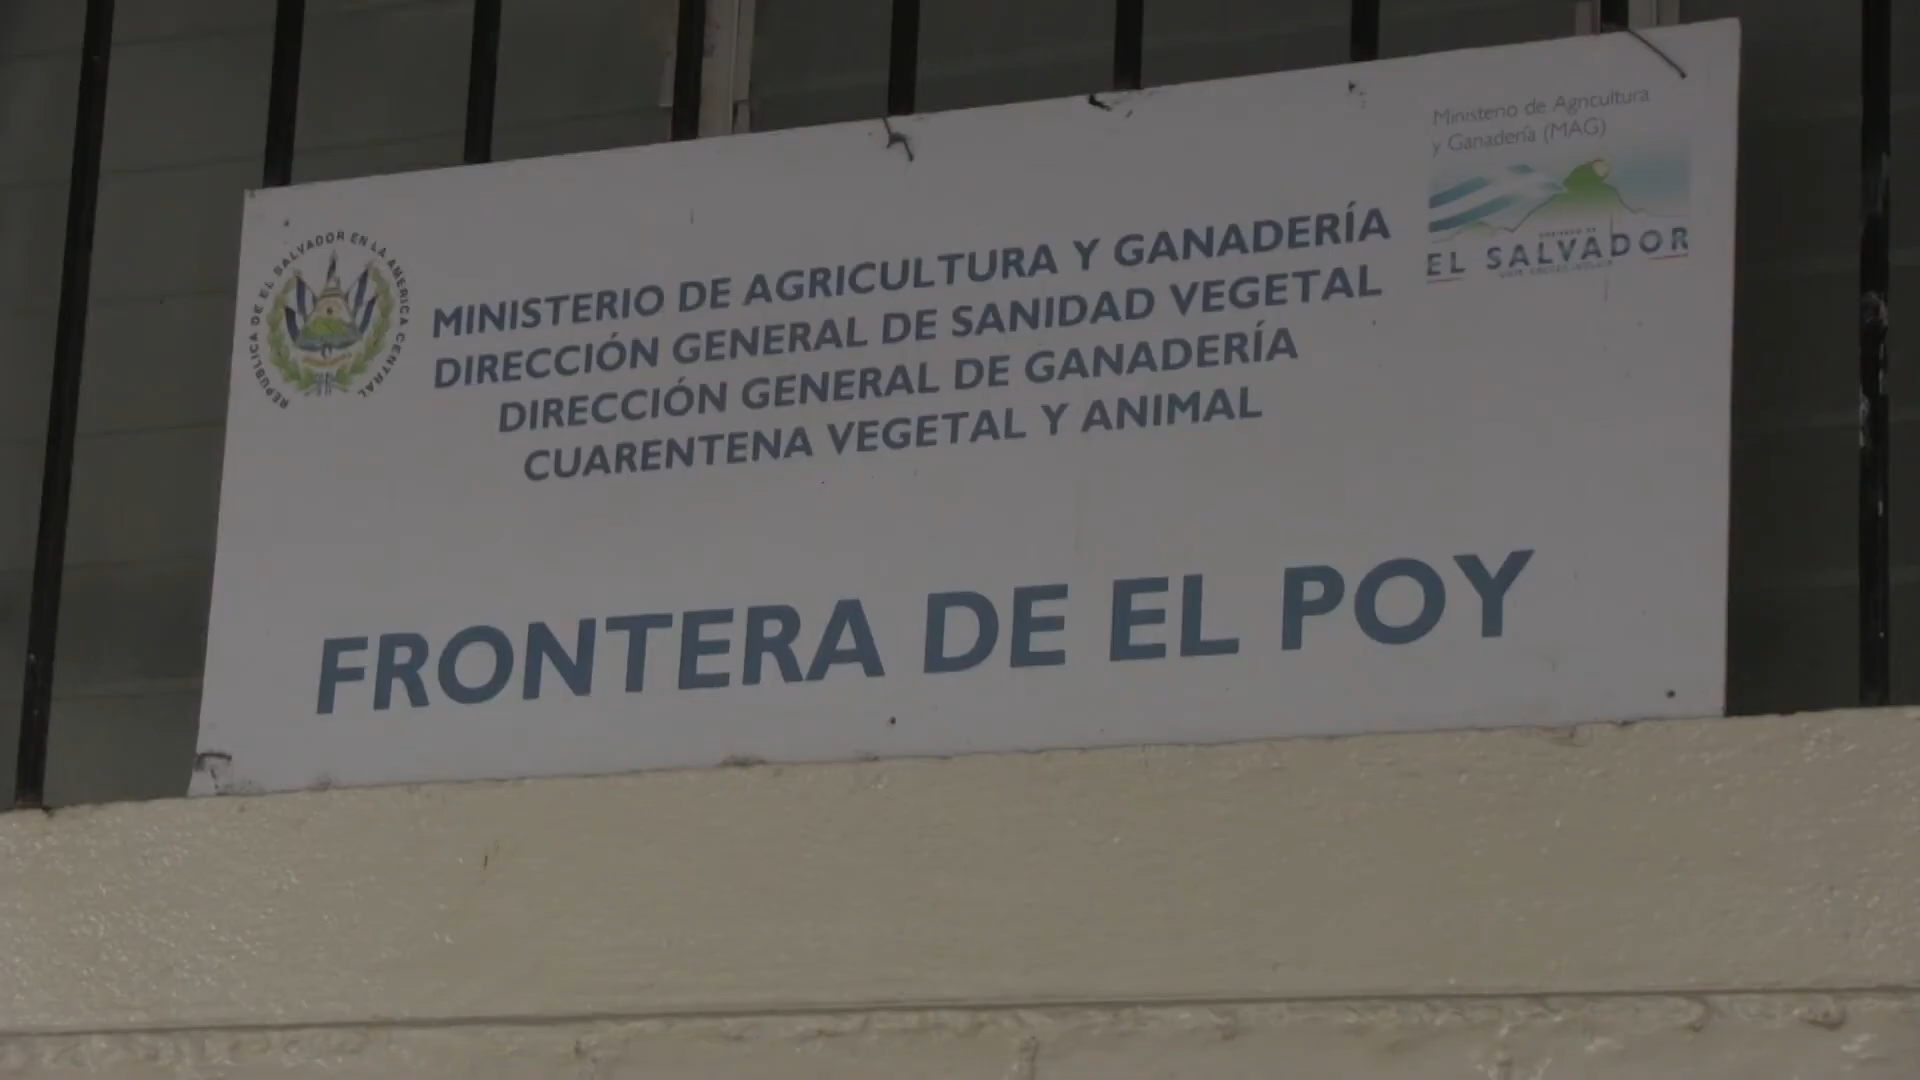 REPUBLICA DE EL SALVADOR EN LA AMERICA CENTRAL
MINISTERIO DE AGRICULTURA Y GANADERÍA
DIRECCIÓN GENERAL DE SANIDAD VEGETAL
DIRECCIÓN GENERAL DE GANADERÍA
CUARENTENA VEGETAL Y ANIMAL
FRONTERA DE EL POY
Ministerio de Agricultura
y Ganadería (MAG)
EL SALVADOR